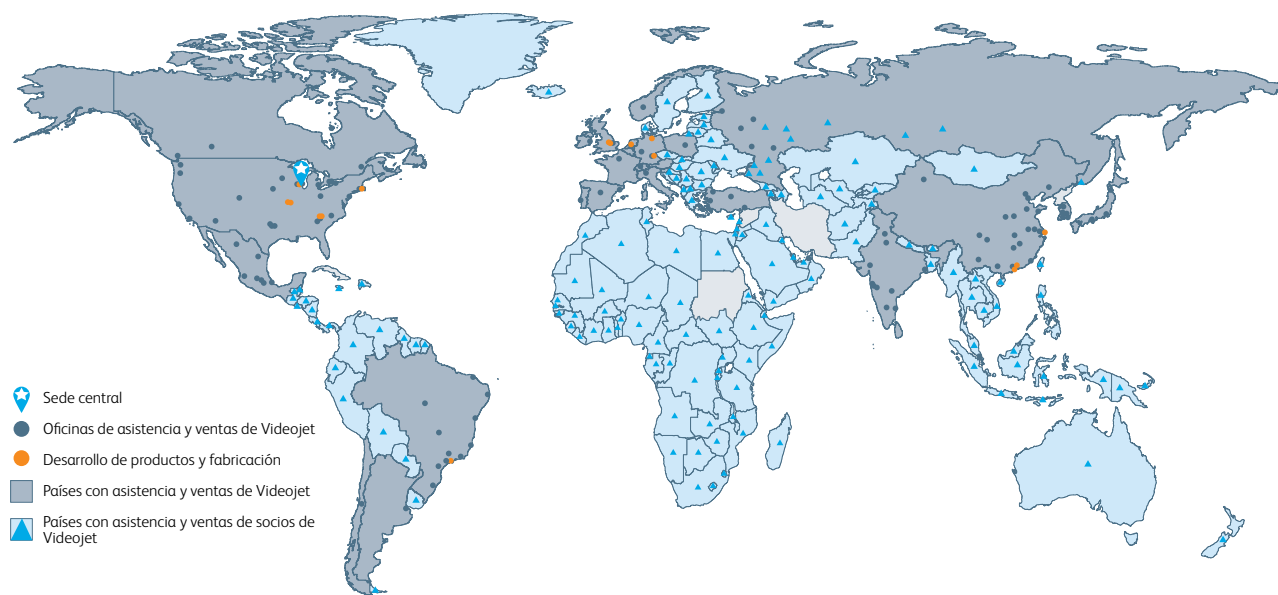 Sede central
Oficinas de asistencia y ventas de Videojet
Desarrollo de productos y fabricación
Países con asistencia y ventas de Videojet
Países con asistencia y ventas de socios de
Videojet